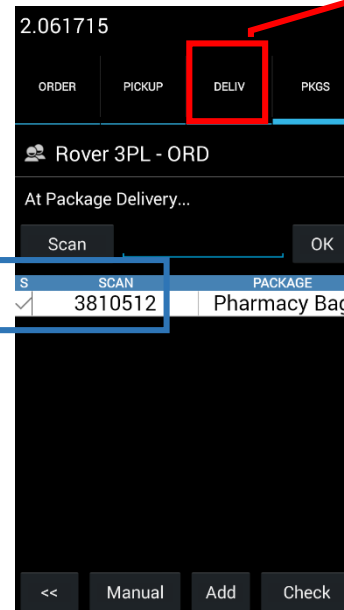 2.061715
ORDER PICKUP DELIV PKGS
Rover 3PL - ORD
At Package Delivery...
Scan OK
S SCAN PACKAGE
3810512 Pharmacy Bag
<< Manual Add Check